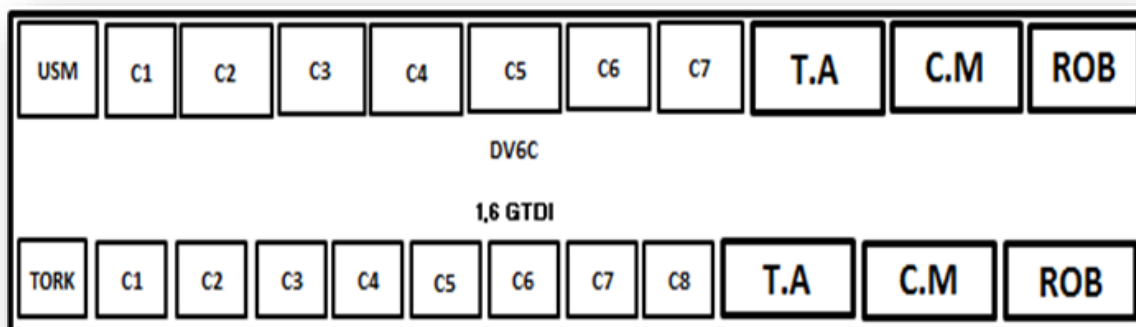 USM C1 C2 C3 C4 C5 C6 C7 T.A C.M ROB
DV6C
1,6 GTDI
TORK C1 C2 C3 C4 C5 C6 C7 C8 T.A C.M ROB